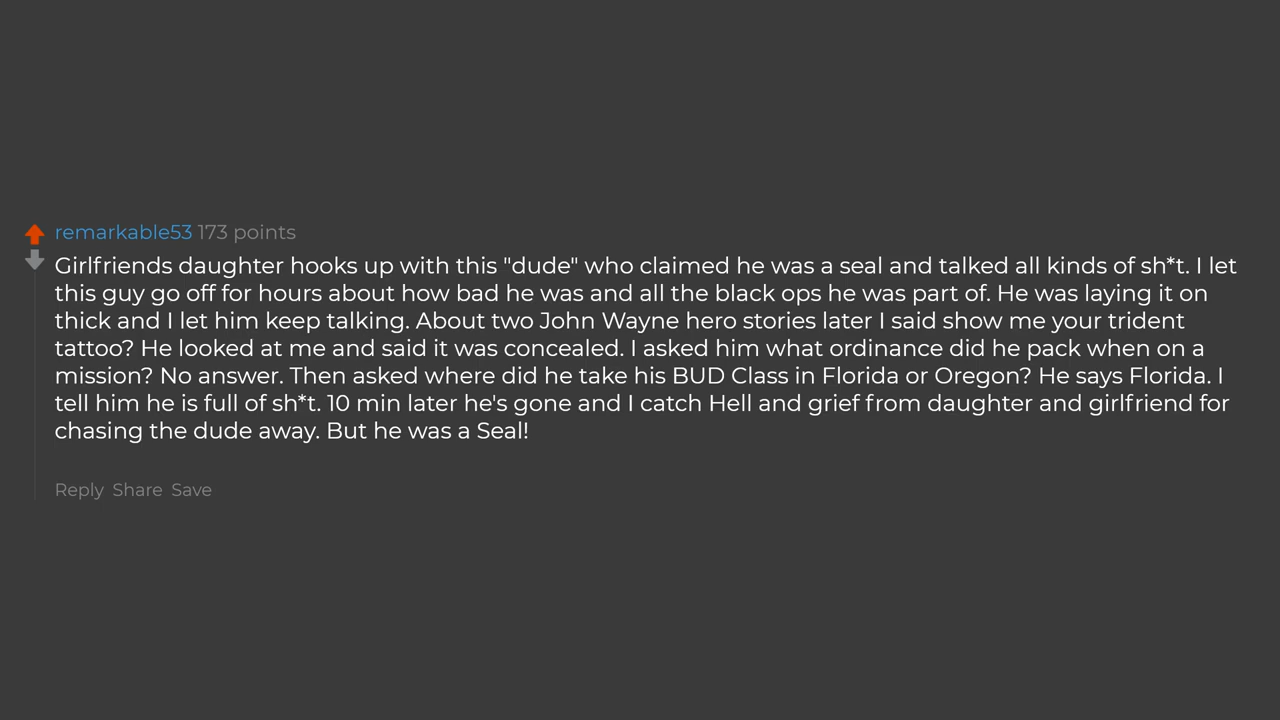 remarkable53 173 points
Girlfriends daughter hooks up with this "dude" who claimed he was a seal and talked all kinds of sh*t. I let
this guy go off for hours about how bad he was and all the black ops he was part of. He was laying it on
thick and I let him keep talking. About two John Wayne hero stories later I said show me your trident
tattoo? He looked at me and said it was concealed. I asked him what ordinance did he pack when on a
mission? No answer. Then asked where did he take his BUD Class in Florida or Oregon? He says Florida. I
tell him he is full of sh*t. 10 min later he's gone and I catch Hell and grief from daughter and girlfriend for
chasing the dude away. But he was a Seal!
Reply Share Save